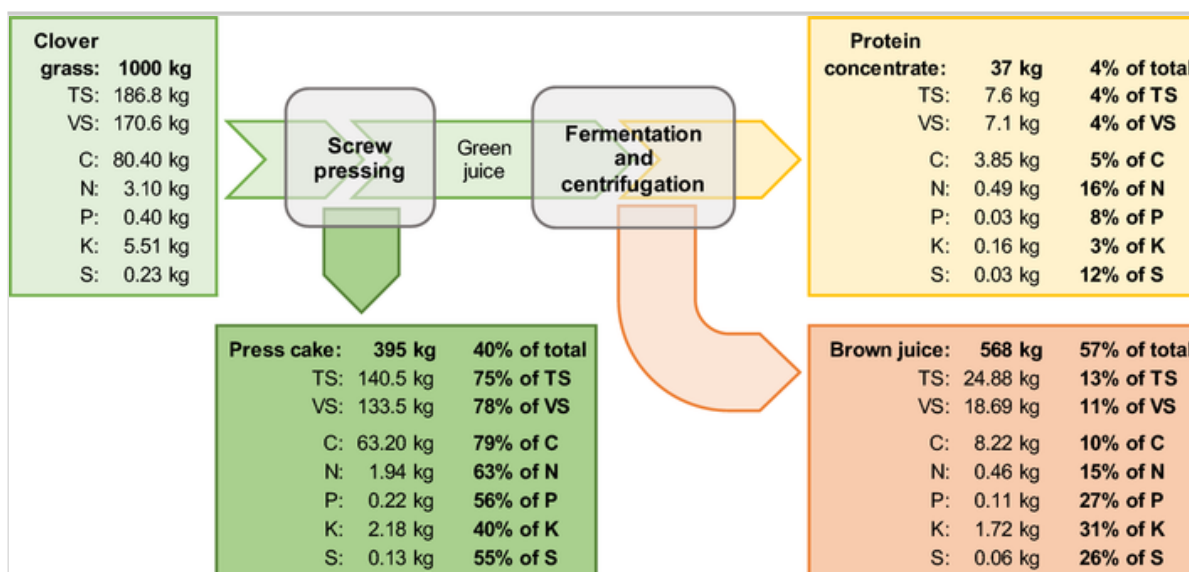 Clover
grass: 1000 kg
TS: 186.8 kg
VS: 170.6 kg
C: 80.40 kg
N: 3.10 kg
P: 0.40 kg
K: 5.51 kg
S: 0.23 kg
Screw
pressing
Green
juice
Fermentation
and
centrifugation
Protein
concentrate: 37 kg 4% of total
TS: 7.6 kg 4% of TS
VS: 7.1 kg 4% of VS
C: 3.85 kg 5% of C
N: 0.49 kg 16% of N
P: 0.03 kg 8% of P
K: 0.16 kg 3% of K
S: 0.03 kg 12% of S
Press cake: 395 kg 40% of total
TS: 140.5 kg 75% of TS
VS: 133.5 kg 78% of VS
C: 63.20 kg 79% of C
N: 1.94 kg 63% of N
P: 0.22 kg 56% of P
K: 2.18 kg 40% of K
S: 0.13 kg 55% of S
Brown juice: 568 kg 57% of total
TS: 24.88 kg 13% of TS
VS: 18.69 kg 11% of VS
C: 8.22 kg 10% of C
N: 0.46 kg 15% of N
P: 0.11 kg 27% of P
K: 1.72 kg 31% of K
S: 0.06 kg 26% of S